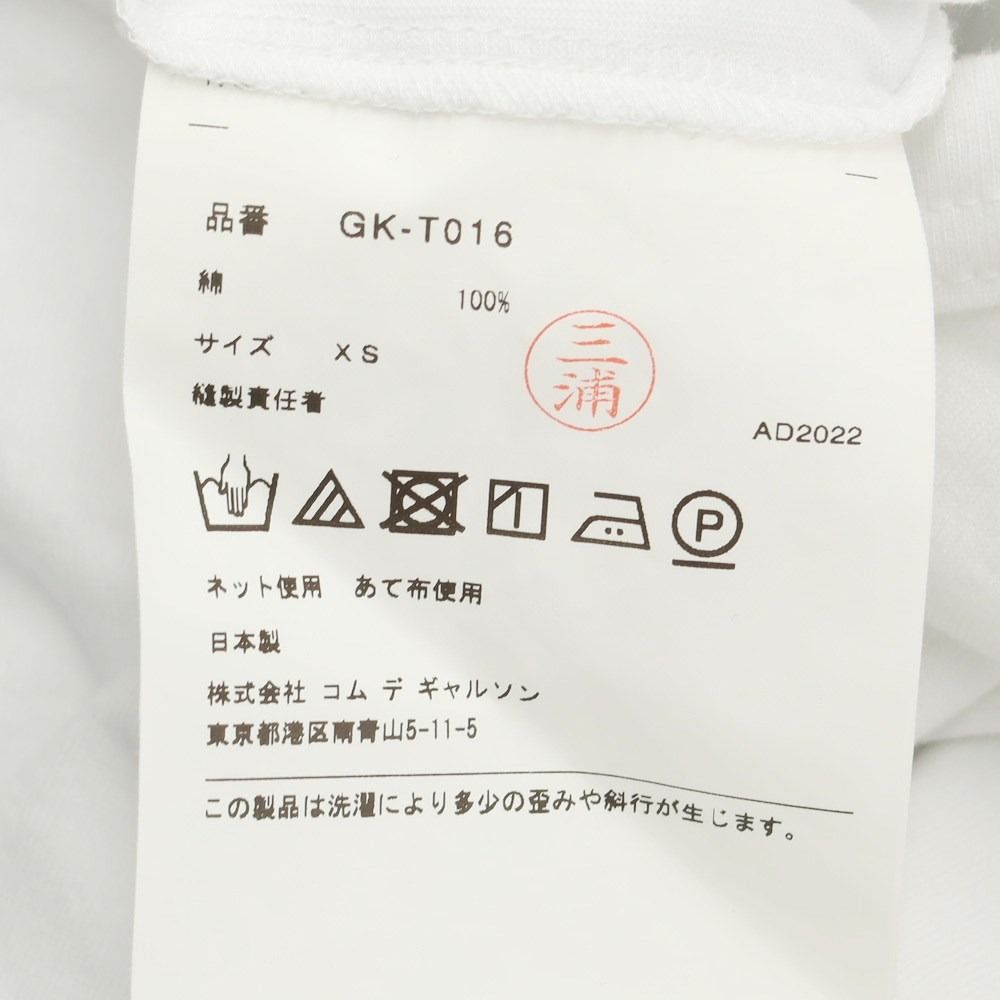 品番 GK-T016
綿 100%
サイズ XS
縫製責任者 三浦
AD2022
P
ネット使用 あて布使用
日本製
株式会社 コム デ ギャルソン
東京都港区南青山5-11-5
この製品は洗濯により多少の歪みや斜行が生じます。